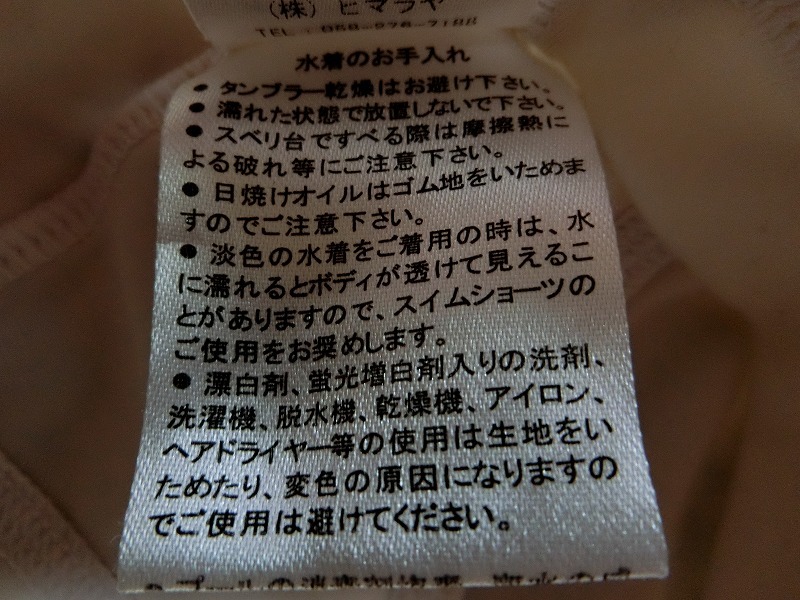 (株) ヒマラヤ
TEL : 058-276-7188
水着のお手入れ
● タンブラー乾燥はお避け下さい。
● 濡れた状態で放置しないで下さい。
● スベリ台ですべる際は摩擦熱に
よる破れ等にご注意下さい。
● 日焼けオイルはゴム地をいためま
すのでご注意下さい。
● 淡色の水着をご着用の時は、水
に濡れるとボディが透けて見えるこ
とがありますので、スイムショーツの
ご使用をお奨めします。
● 漂白剤、蛍光増白剤入りの洗剤、
洗濯機、脱水機、乾燥機、アイロン、
ヘアドライヤー等の使用は生地をい
ためたり、変色の原因になりますの
でご使用は避けてください。